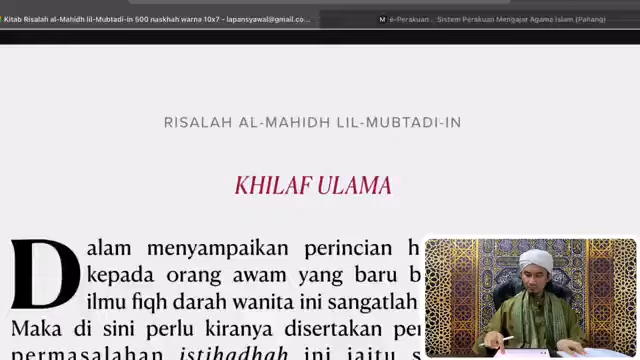 Kitab Risalah al-Mahidh lil-Mubtadi-in 500 naskhah warna 10x7 - lapansyawal@gmail.co...
M e-Perakuan _ Sistem Perakuan Mengajar Agama Islam (Pahang)
RISALAH AL-MAHIDH LIL-MUBTADI-IN
KHILAF ULAMA
Dalam menyampaikan perincian h
kepada orang awam yang baru b
ilmu fiqh darah wanita ini sangatlah
Maka di sini perlu kiranya disertakan per
permasalahan istihadhah ini iaitu s